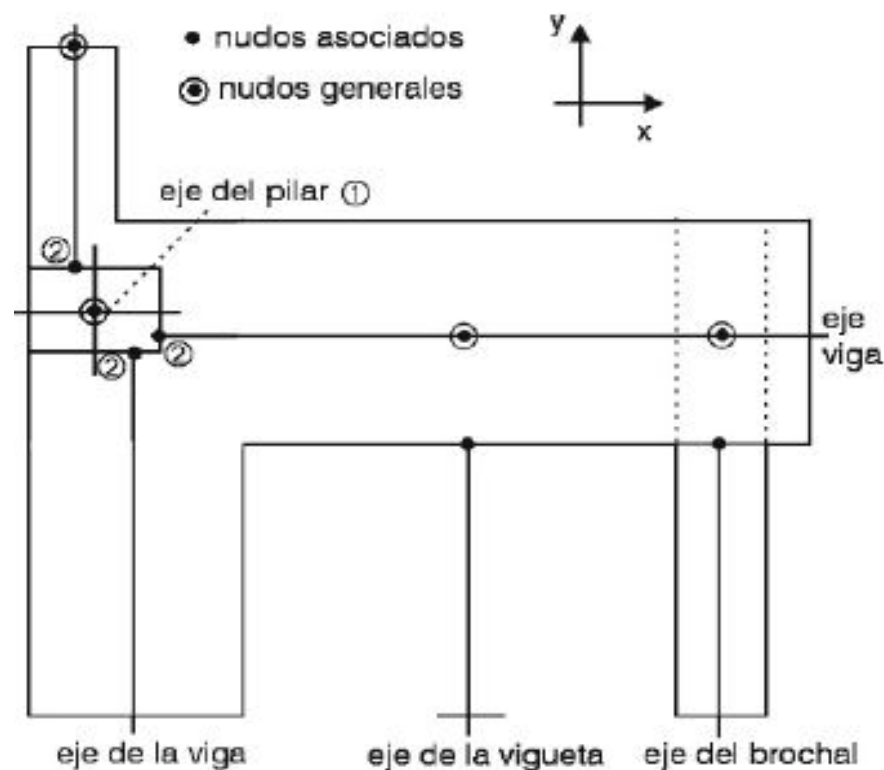 nudos asociados
nudos generales
y
x
eje del pilar ①
②
②
②
eje
viga
eje de la viga
eje de la vigueta
eje del brochal